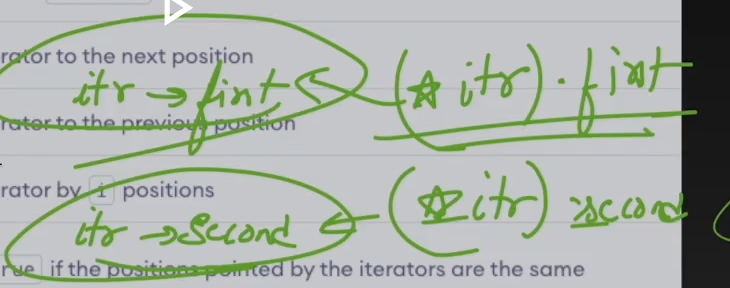 rator to the next position
itr → first ← (* itr) . first
rator to the previous position
rator by i positions
itr → second ← (* itr) second
rue if the positions pointed by the iterators are the same